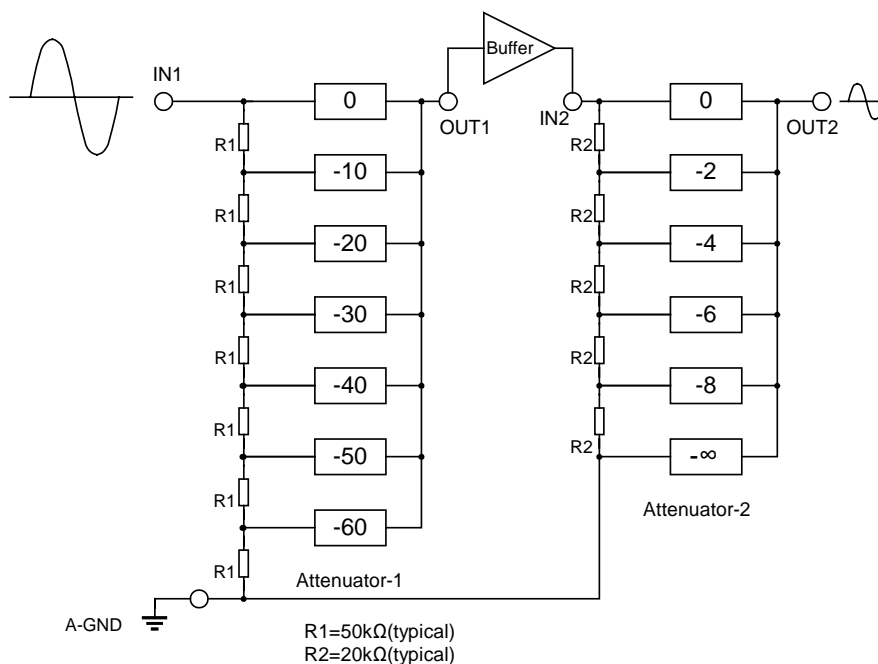 Buffer
IN1
0
OUT1
IN2
0
OUT2
R1
R2
-10
-2
R1
R2
-20
-4
R1
R2
-30
-6
R1
R2
-40
-8
R1
R2
-50
-∞
R1
Attenuator-2
-60
R1
Attenuator-1
A-GND
R1=50kΩ(typical)
R2=20kΩ(typical)